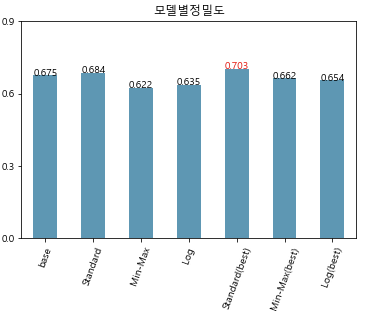 모델별정밀도
0.9
0.6
0.3
0.0
0.675
0.684
0.622
0.635
0.703
0.662
0.654
base
Standard
Min-Max
Log
Standard(best)
Min-Max(best)
Log(best)